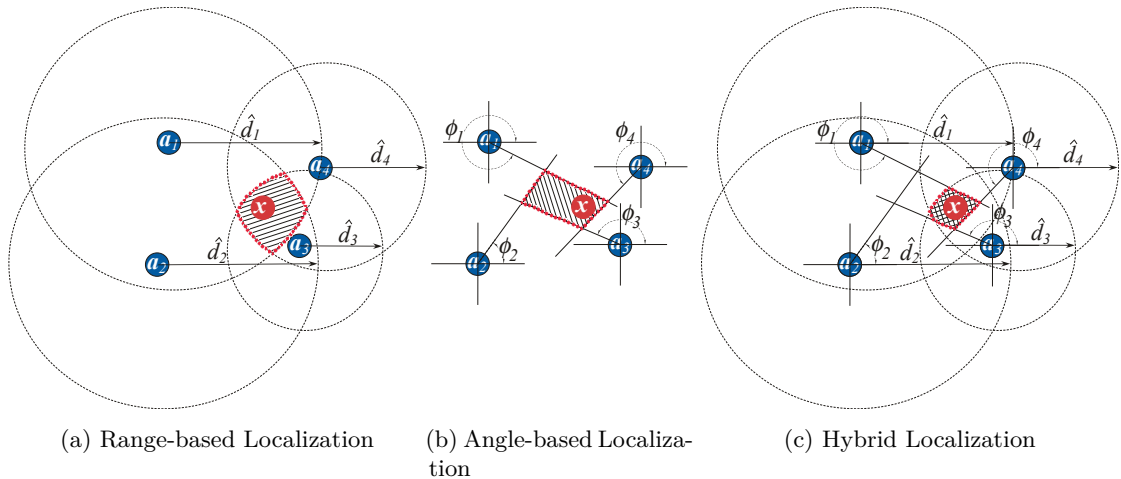 a₁ d̂₁
a₄ d̂₄
x
a₃ d̂₃
a₂ d̂₂
ϕ₁ a₁
ϕ₄ a₄
x
ϕ₃ a₃
a₂ ϕ₂
ϕ₁ a₁ d̂₁
ϕ₄ a₄ d̂₄
x
ϕ₃ a₃ d̂₃
a₂ ϕ₂ d̂₂
(a) Range-based Localization
(b) Angle-based Localiza-
tion
(c) Hybrid Localization